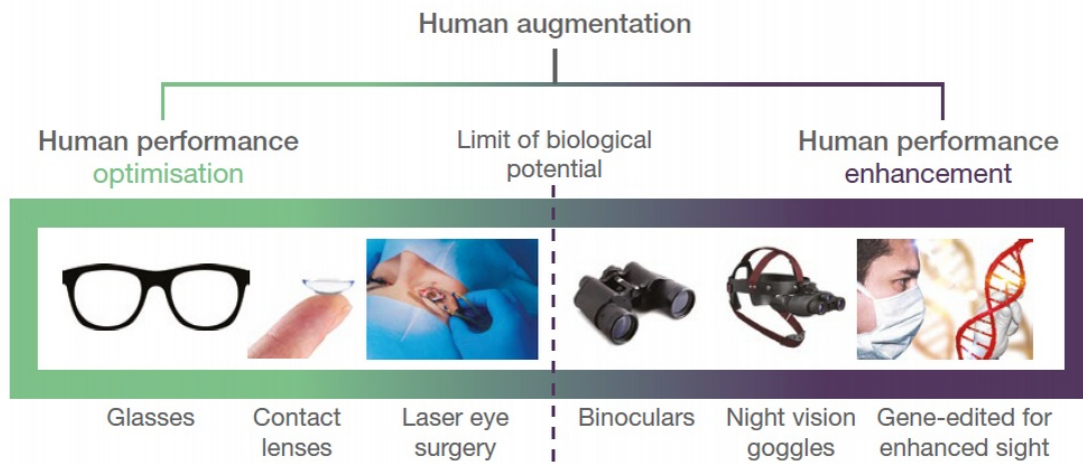 Human augmentation
Human performance
optimisation
Limit of biological
potential
Human performance
enhancement
Glasses
Contact
lenses
Laser eye
surgery
Binoculars
Night vision
goggles
Gene-edited for
enhanced sight